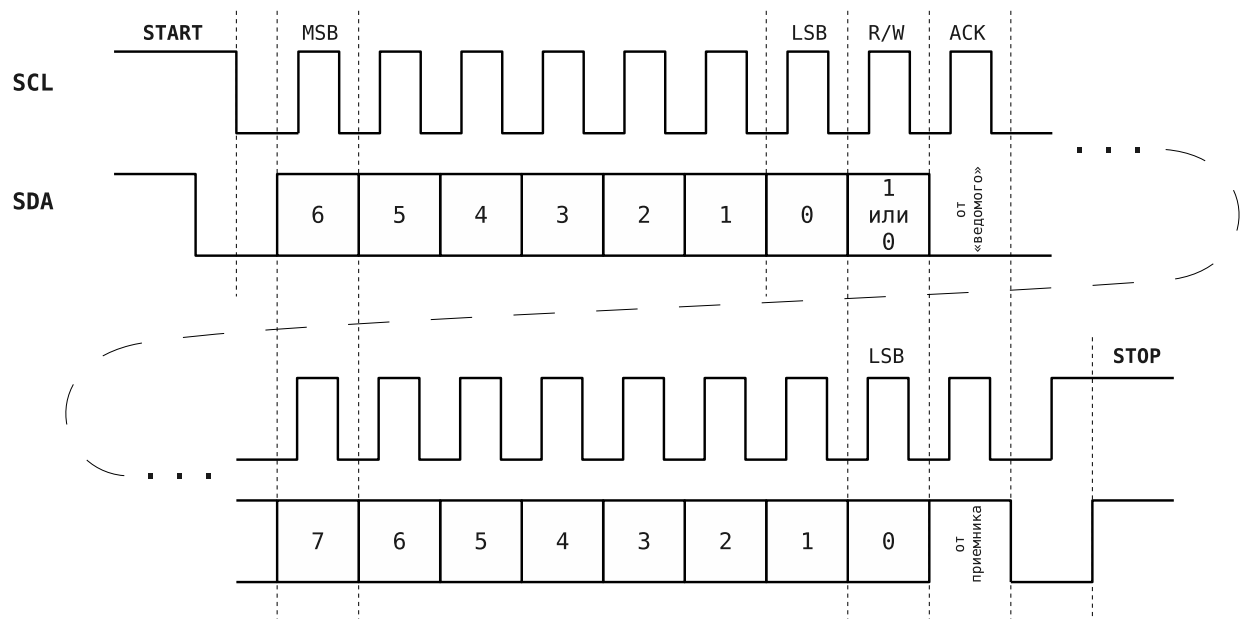 START MSB LSB R/W ACK
SCL
SDA
6 5 4 3 2 1 0
1
или
0
от
«ведомого»
. . .
LSB STOP
. . .
7 6 5 4 3 2 1 0
от
приемника